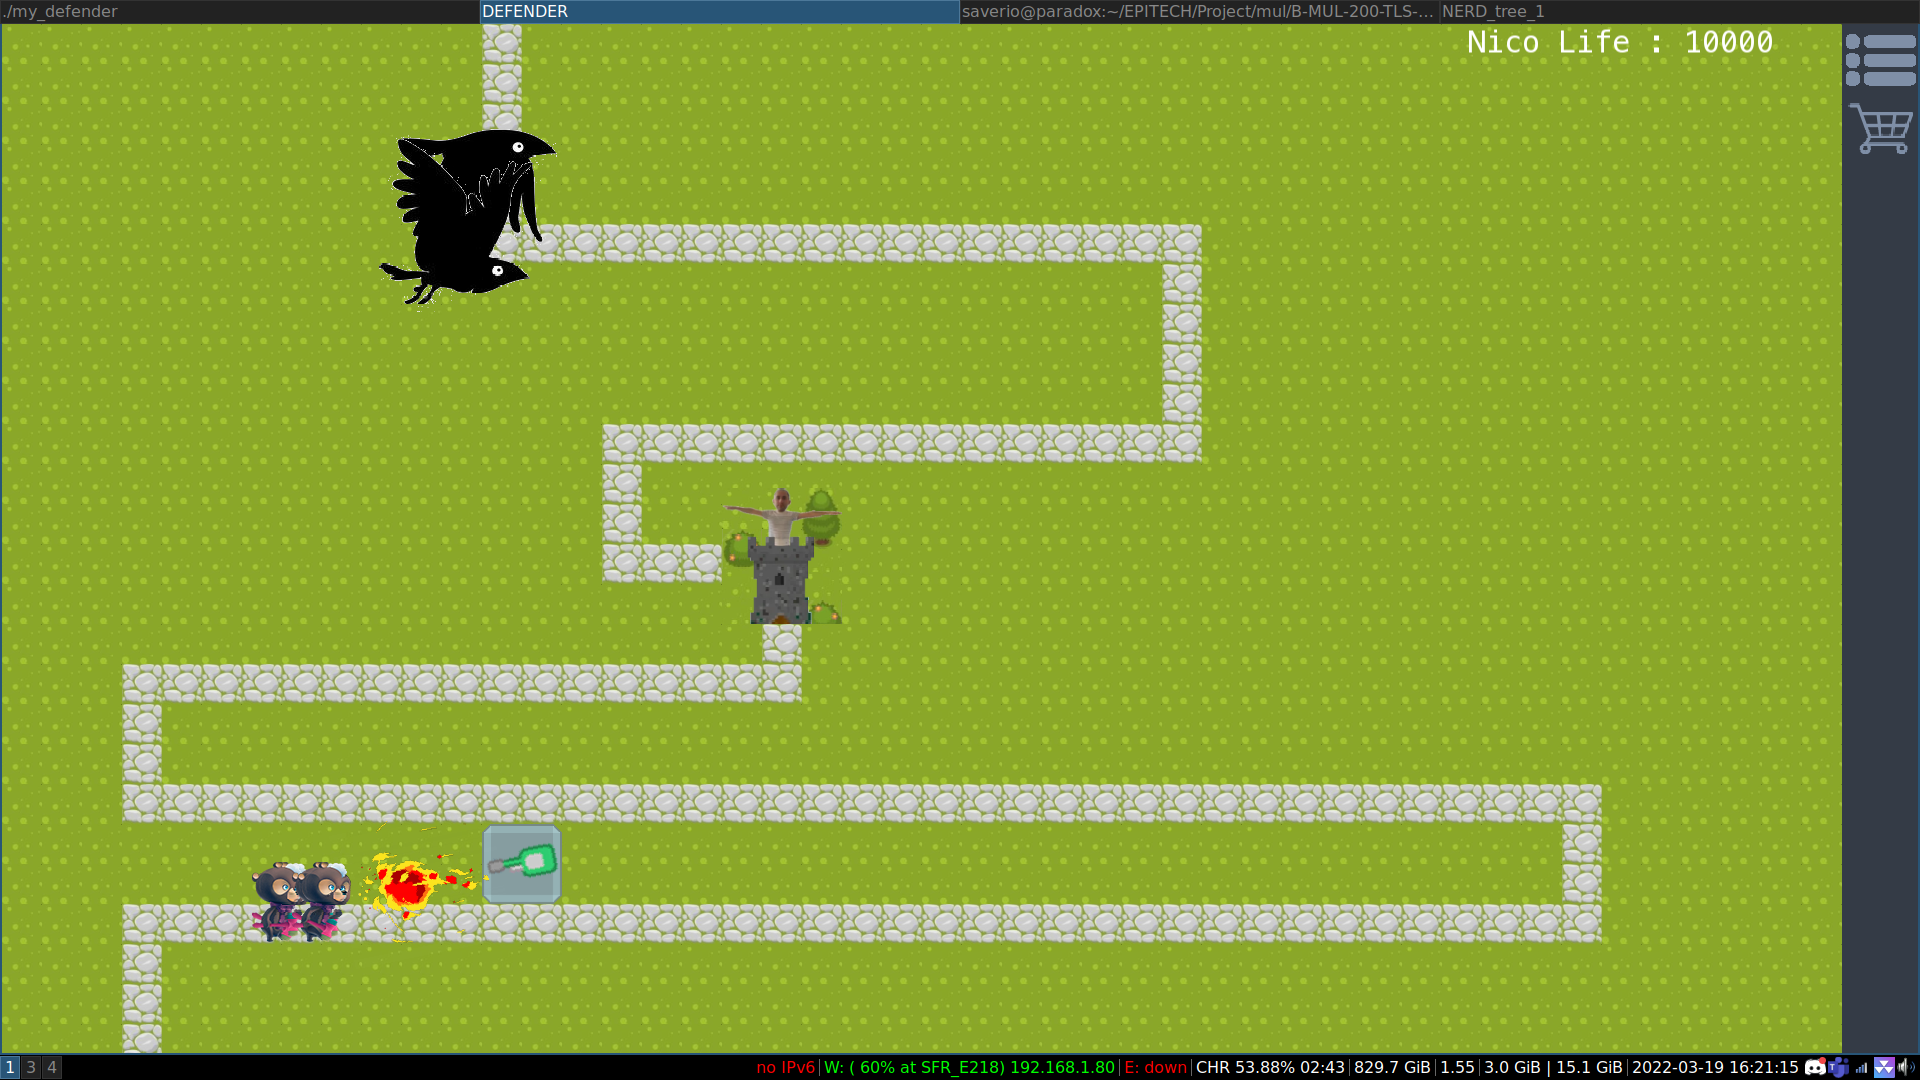 ./my_defender
DEFENDER
saverio@paradox:~/EPITECH/Project/mul/B-MUL-200-TLS-...
NERD_tree_1
Nico Life : 10000
1 3 4
no IPv6| W: ( 60% at SFR_E218) 192.168.1.80 | E: down | CHR 53.88% 02:43 | 829.7 GiB | 1.55 | 3.0 GiB | 15.1 GiB | 2022-03-19 16:21:15